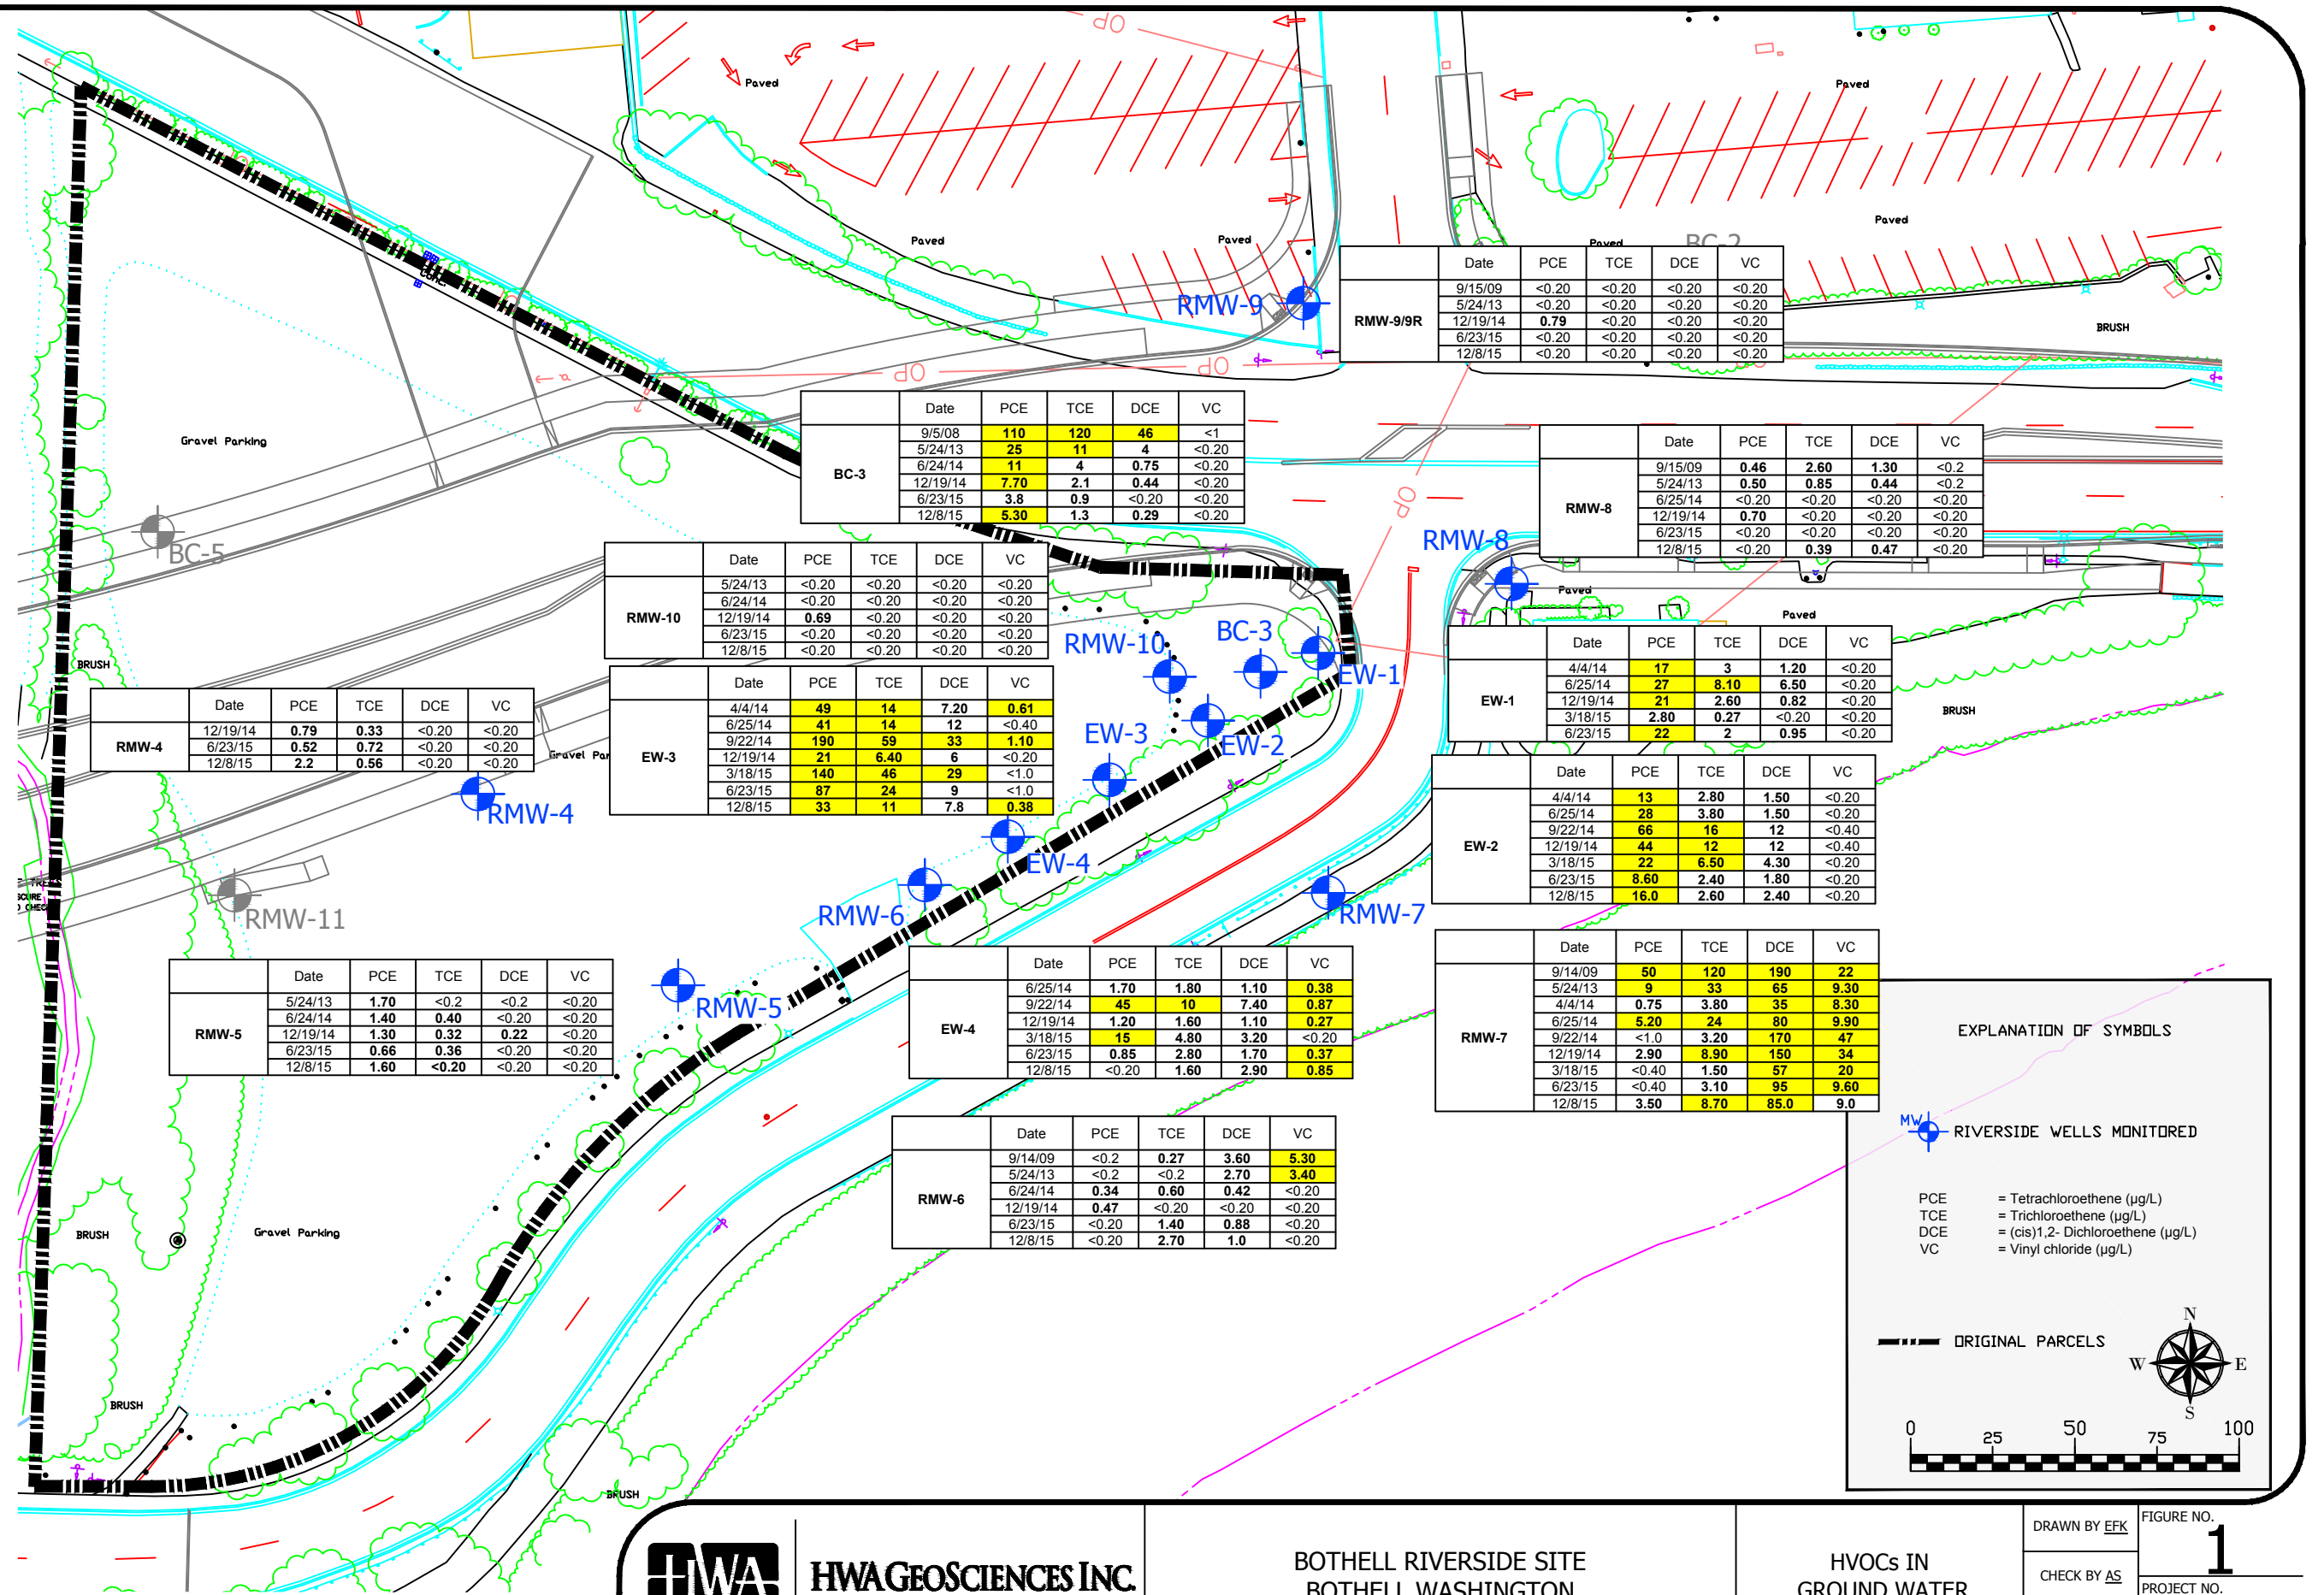 OP
Paved
Paved
Paved
Paved
Paved
Paved
BC-2
RMW-9
Date PCE TCE DCE VC
RMW-9/9R
9/15/09 <0.20 <0.20 <0.20 <0.20
5/24/13 <0.20 <0.20 <0.20 <0.20
12/19/14 0.79 <0.20 <0.20 <0.20
6/23/15 <0.20 <0.20 <0.20 <0.20
12/8/15 <0.20 <0.20 <0.20 <0.20
BRUSH
OP
OP
Gravel Parking
Date PCE TCE DCE VC
BC-3
9/5/08 110 120 46 <1
5/24/13 25 11 4 <0.20
6/24/14 11 4 0.75 <0.20
12/19/14 7.70 2.1 0.44 <0.20
6/23/15 3.8 0.9 <0.20 <0.20
12/8/15 5.30 1.3 0.29 <0.20
OP
Date PCE TCE DCE VC
RMW-8
9/15/09 0.46 2.60 1.30 <0.2
5/24/13 0.50 0.85 0.44 <0.2
6/25/14 <0.20 <0.20 <0.20 <0.20
12/19/14 0.70 <0.20 <0.20 <0.20
6/23/15 <0.20 <0.20 <0.20 <0.20
12/8/15 <0.20 0.39 0.47 <0.20
BC-5
RMW-8
Paved
Paved
Date PCE TCE DCE VC
RMW-10
5/24/13 <0.20 <0.20 <0.20 <0.20
6/24/14 <0.20 <0.20 <0.20 <0.20
12/19/14 0.69 <0.20 <0.20 <0.20
6/23/15 <0.20 <0.20 <0.20 <0.20
12/8/15 <0.20 <0.20 <0.20 <0.20
RMW-10
BC-3
EW-1
BRUSH
Date PCE TCE DCE VC
EW-1
4/4/14 17 3 1.20 <0.20
6/25/14 27 8.10 6.50 <0.20
12/19/14 21 2.60 0.82 <0.20
3/18/15 2.80 0.27 <0.20 <0.20
6/23/15 22 2 0.95 <0.20
BRUSH
Date PCE TCE DCE VC
RMW-4
12/19/14 0.79 0.33 <0.20 <0.20
6/23/15 0.52 0.72 <0.20 <0.20
12/8/15 2.2 0.56 <0.20 <0.20
Gravel Par
RMW-4
Date PCE TCE DCE VC
EW-3
4/4/14 49 14 7.20 0.61
6/25/14 41 14 12 <0.40
9/22/14 190 59 33 1.10
12/19/14 21 6.40 6 <0.20
3/18/15 140 46 29 <1.0
6/23/15 87 24 9 <1.0
12/8/15 33 11 7.8 0.38
EW-3
EW-2
Date PCE TCE DCE VC
EW-2
4/4/14 13 2.80 1.50 <0.20
6/25/14 28 3.80 1.50 <0.20
9/22/14 66 16 12 <0.40
12/19/14 44 12 12 <0.40
3/18/15 22 6.50 4.30 <0.20
6/23/15 8.60 2.40 1.80 <0.20
12/8/15 16.0 2.60 2.40 <0.20
EW-4
RMW-6
RMW-7
RMW-11
RMW-5
Date PCE TCE DCE VC
RMW-5
5/24/13 1.70 <0.2 <0.2 <0.20
6/24/14 1.40 0.40 <0.20 <0.20
12/19/14 1.30 0.32 0.22 <0.20
6/23/15 0.66 0.36 <0.20 <0.20
12/8/15 1.60 <0.20 <0.20 <0.20
Date PCE TCE DCE VC
EW-4
6/25/14 1.70 1.80 1.10 0.38
9/22/14 45 10 7.40 0.87
12/19/14 1.20 1.60 1.10 0.27
3/18/15 15 4.80 3.20 <0.20
6/23/15 0.85 2.80 1.70 0.37
12/8/15 <0.20 1.60 2.90 0.85
Date PCE TCE DCE VC
RMW-7
9/14/09 50 120 190 22
5/24/13 9 33 65 9.30
4/4/14 0.75 3.80 35 8.30
6/25/14 5.20 24 80 9.90
9/22/14 <1.0 3.20 170 47
12/19/14 2.90 8.90 150 34
3/18/15 <0.40 1.50 57 20
6/23/15 <0.40 3.10 95 9.60
12/8/15 3.50 8.70 85.0 9.0
Date PCE TCE DCE VC
RMW-6
9/14/09 <0.2 0.27 3.60 5.30
5/24/13 <0.2 <0.2 2.70 3.40
6/24/14 0.34 0.60 0.42 <0.20
12/19/14 0.47 <0.20 <0.20 <0.20
6/23/15 <0.20 1.40 0.88 <0.20
12/8/15 <0.20 2.70 1.0 <0.20
BRUSH
Gravel Parking
BRUSH
BRUSH
EXPLANATION OF SYMBOLS
MW RIVERSIDE WELLS MONITORED
PCE = Tetrachloroethene (µg/L)
TCE = Trichloroethene (µg/L)
DCE = (cis)1,2- Dichloroethene (µg/L)
VC = Vinyl chloride (µg/L)
ORIGINAL PARCELS
N
W E
S
0 25 50 75 100
HWA
HWAGEOSCIENCES INC.
BOTHELL RIVERSIDE SITE
BOTHELL WASHINGTON
HVOCs IN
GROUND WATER
DRAWN BY EFK
CHECK BY AS
FIGURE NO.
1
PROJECT NO.